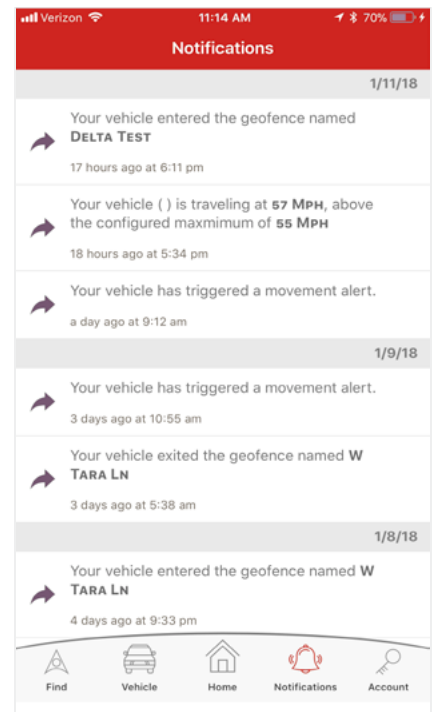 Verizon 11:14 AM 70%
Notifications
1/11/18
Your vehicle entered the geofence named
DELTA TEST
17 hours ago at 6:11 pm
Your vehicle ( ) is traveling at 57 MPH, above
the configured maxmimum of 55 MPH
18 hours ago at 5:34 pm
Your vehicle has triggered a movement alert.
a day ago at 9:12 am
1/9/18
Your vehicle has triggered a movement alert.
3 days ago at 10:55 am
Your vehicle exited the geofence named W
TARA LN
3 days ago at 5:38 am
1/8/18
Your vehicle entered the geofence named W
TARA LN
4 days ago at 9:33 pm
Find Vehicle Home Notifications Account